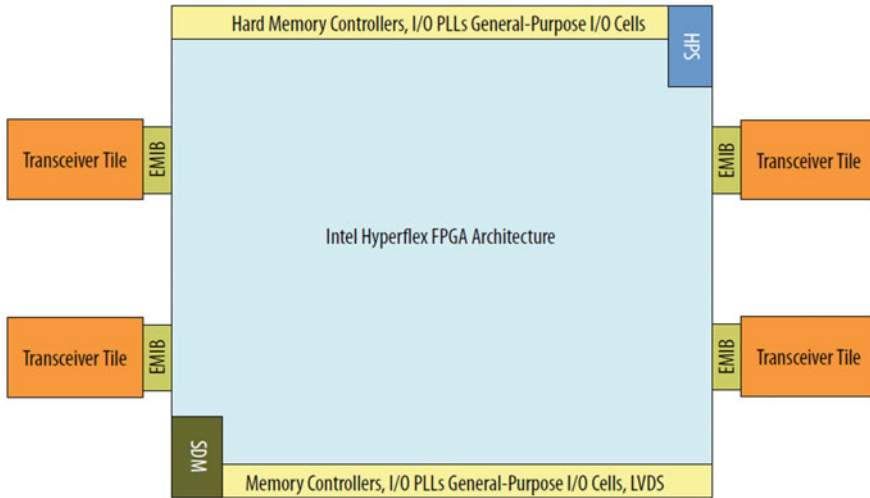 Hard Memory Controllers, I/O PLLs General-Purpose I/O Cells
HPS
Transceiver Tile
EMIB
EMIB
Transceiver Tile
Intel Hyperflex FPGA Architecture
Transceiver Tile
EMIB
EMIB
Transceiver Tile
SDM
Memory Controllers, I/O PLLs General-Purpose I/O Cells, LVDS